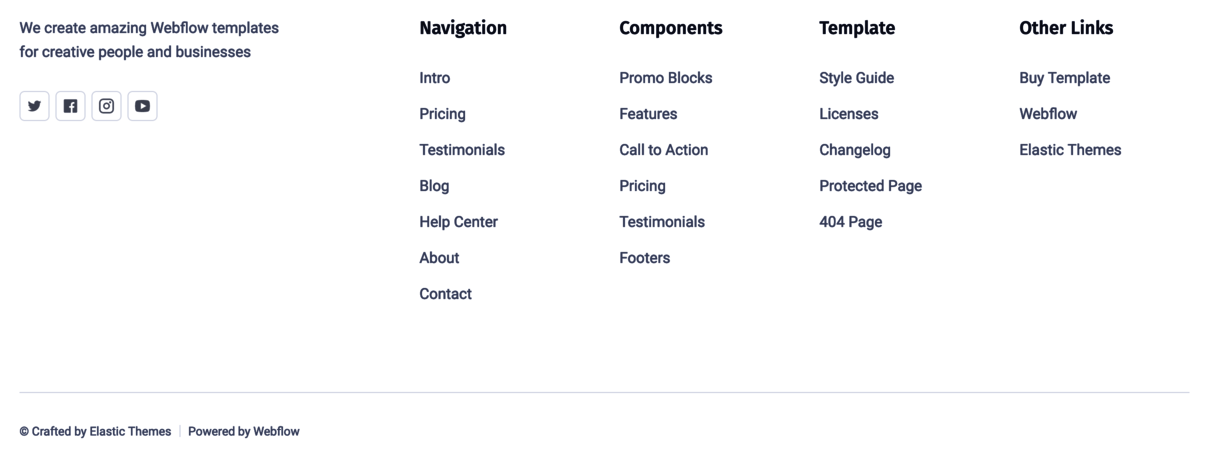 We create amazing Webflow templates
for creative people and businesses
Navigation
Intro
Pricing
Testimonials
Blog
Help Center
About
Contact
Components
Promo Blocks
Features
Call to Action
Pricing
Testimonials
Footers
Template
Style Guide
Licenses
Changelog
Protected Page
404 Page
Other Links
Buy Template
Webflow
Elastic Themes
© Crafted by Elastic Themes
Powered by Webflow